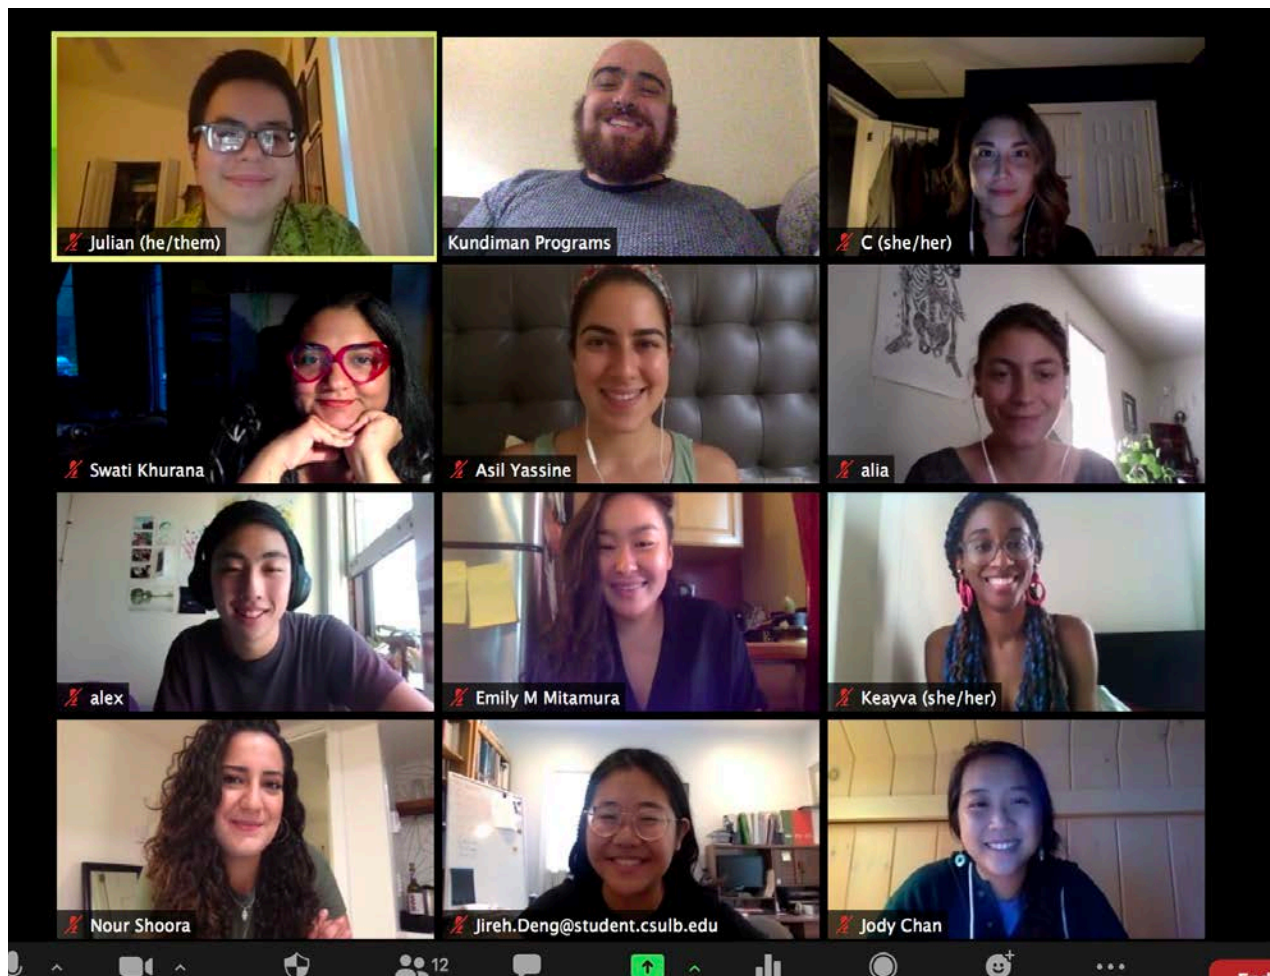 Julian (he/them)
Kundiman Programs
C (she/her)
Swati Khurana
Asil Yassine
alia
alex
Emily M Mitamura
Keayva (she/her)
Nour Shoora
Jireh.Deng@student.csulb.edu
Jody Chan
12